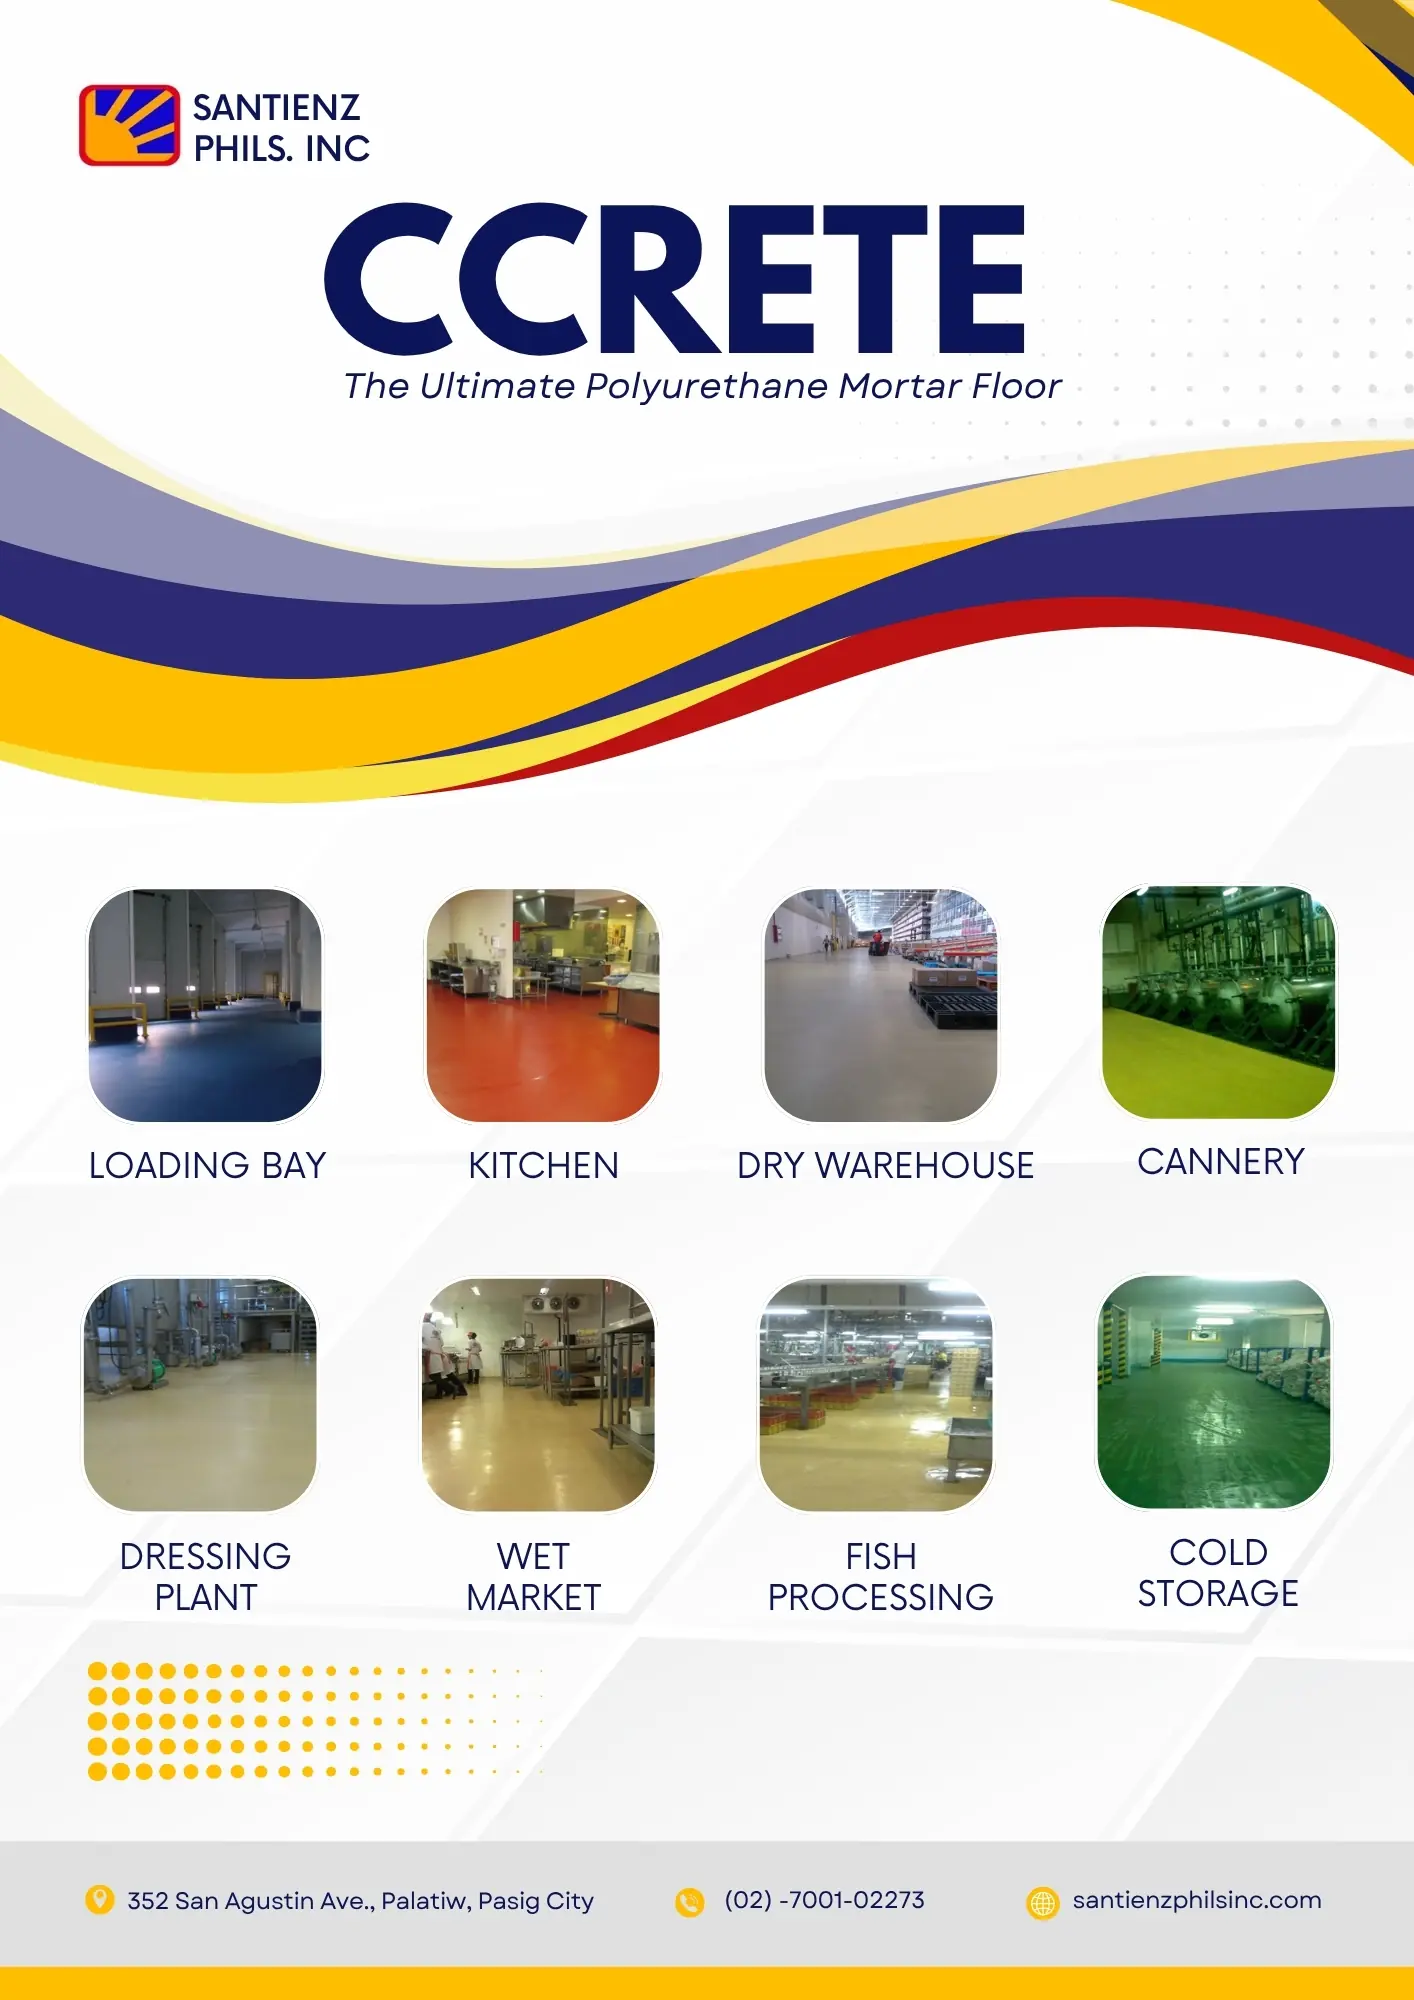 SANTIENZ
PHILS. INC
CCRETE
The Ultimate Polyurethane Mortar Floor
LOADING BAY
KITCHEN
DRY WAREHOUSE
CANNERY
DRESSING
PLANT
WET
MARKET
FISH
PROCESSING
COLD
STORAGE
352 San Agustin Ave., Palatiw, Pasig City
(02) -7001-02273
santienzphilsinc.com